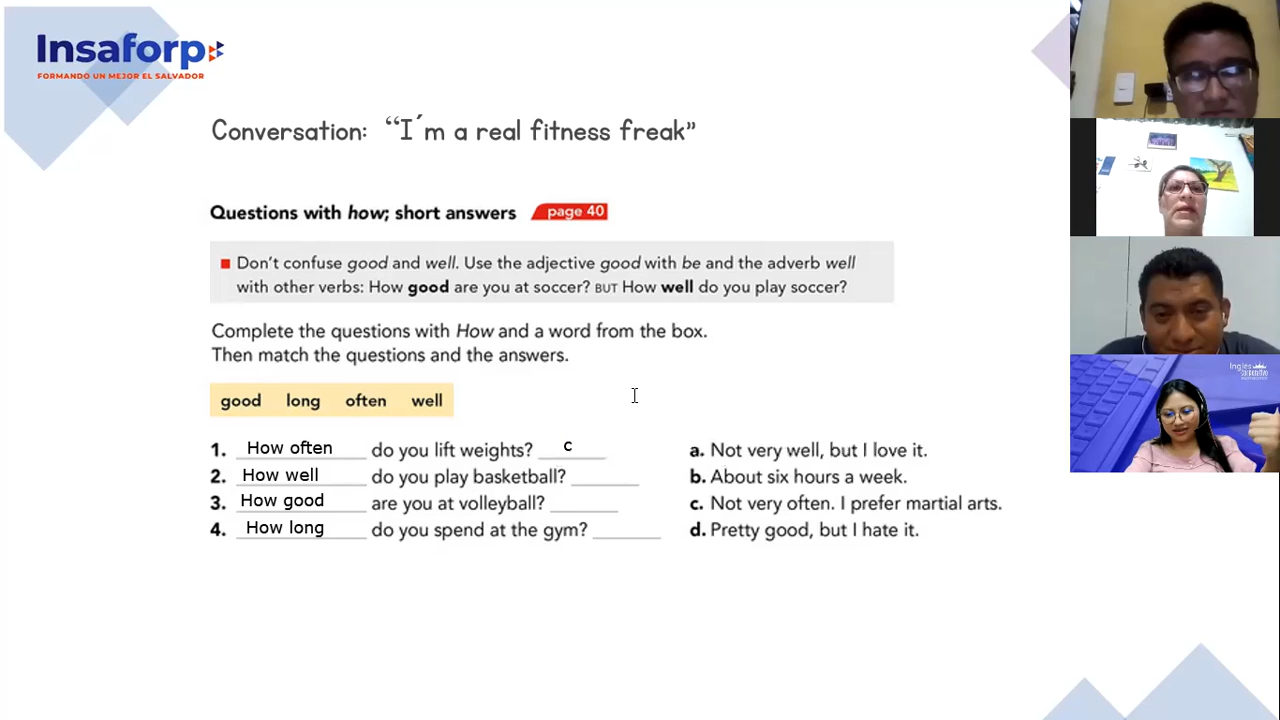 Insaforp
FORMANDO UN MEJOR EL SALVADOR
Conversation: “I´m a real fitness freak”
Questions with how; short answers page 40
Don't confuse good and well. Use the adjective good with be and the adverb well
with other verbs: How good are you at soccer? BUT How well do you play soccer?
Complete the questions with How and a word from the box.
Then match the questions and the answers.
good long often well
1. How often do you lift weights? c
2. How well do you play basketball?
3. How good are you at volleyball?
4. How long do you spend at the gym?
a. Not very well, but I love it.
b. About six hours a week.
c. Not very often. I prefer martial arts.
d. Pretty good, but I hate it.
Inglés